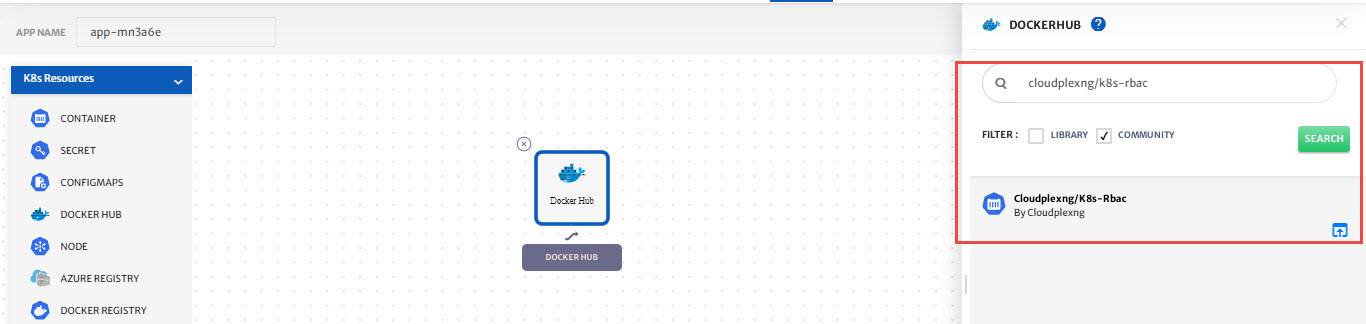 APP NAME app-mn3a6e
K8s Resources
CONTAINER
SECRET
CONFIGMAPS
DOCKER HUB
NODE
AZURE REGISTRY
DOCKER REGISTRY
Docker Hub
DOCKER HUB
DOCKERHUB ?
cloudplexng/k8s-rbac
FILTER : LIBRARY COMMUNITY SEARCH
Cloudplexng/K8s-Rbac
By Cloudplexng